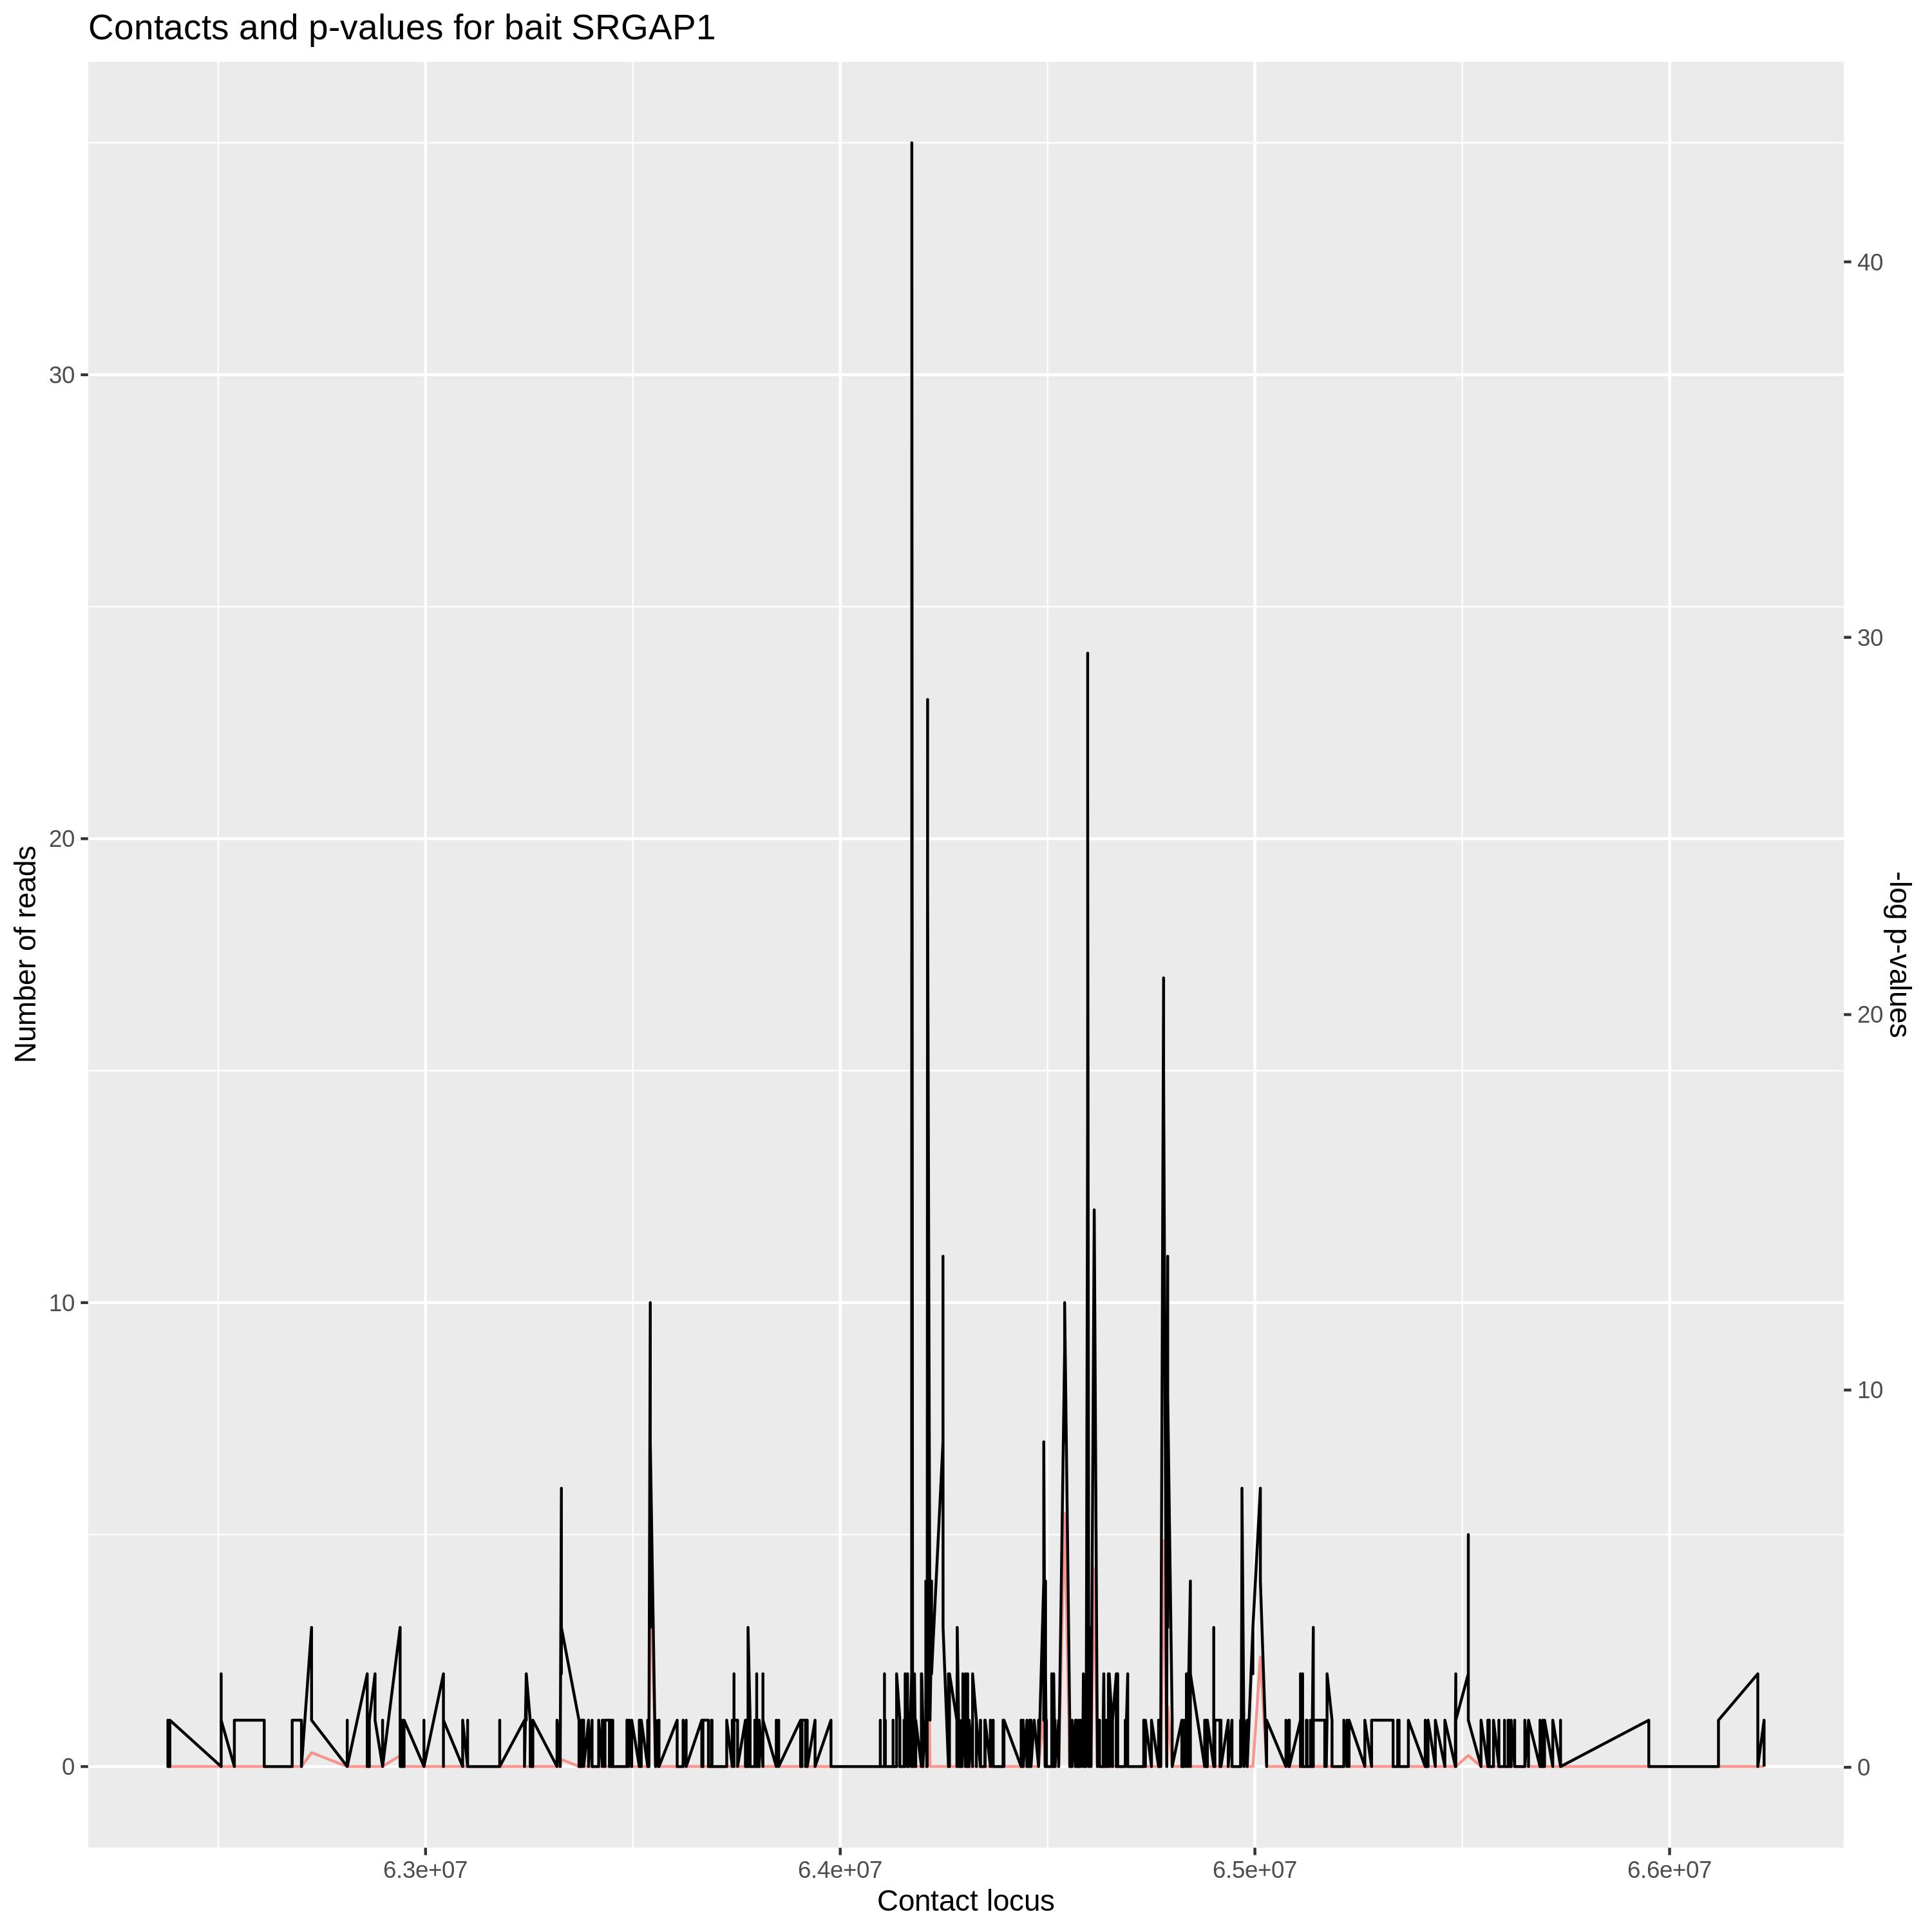 Contacts and p-values for bait SRGAP1
Number of reads
30
20
10
0
40
30
20
10
0
-log p-values
6.3e+07 6.4e+07 6.5e+07 6.6e+07
Contact locus